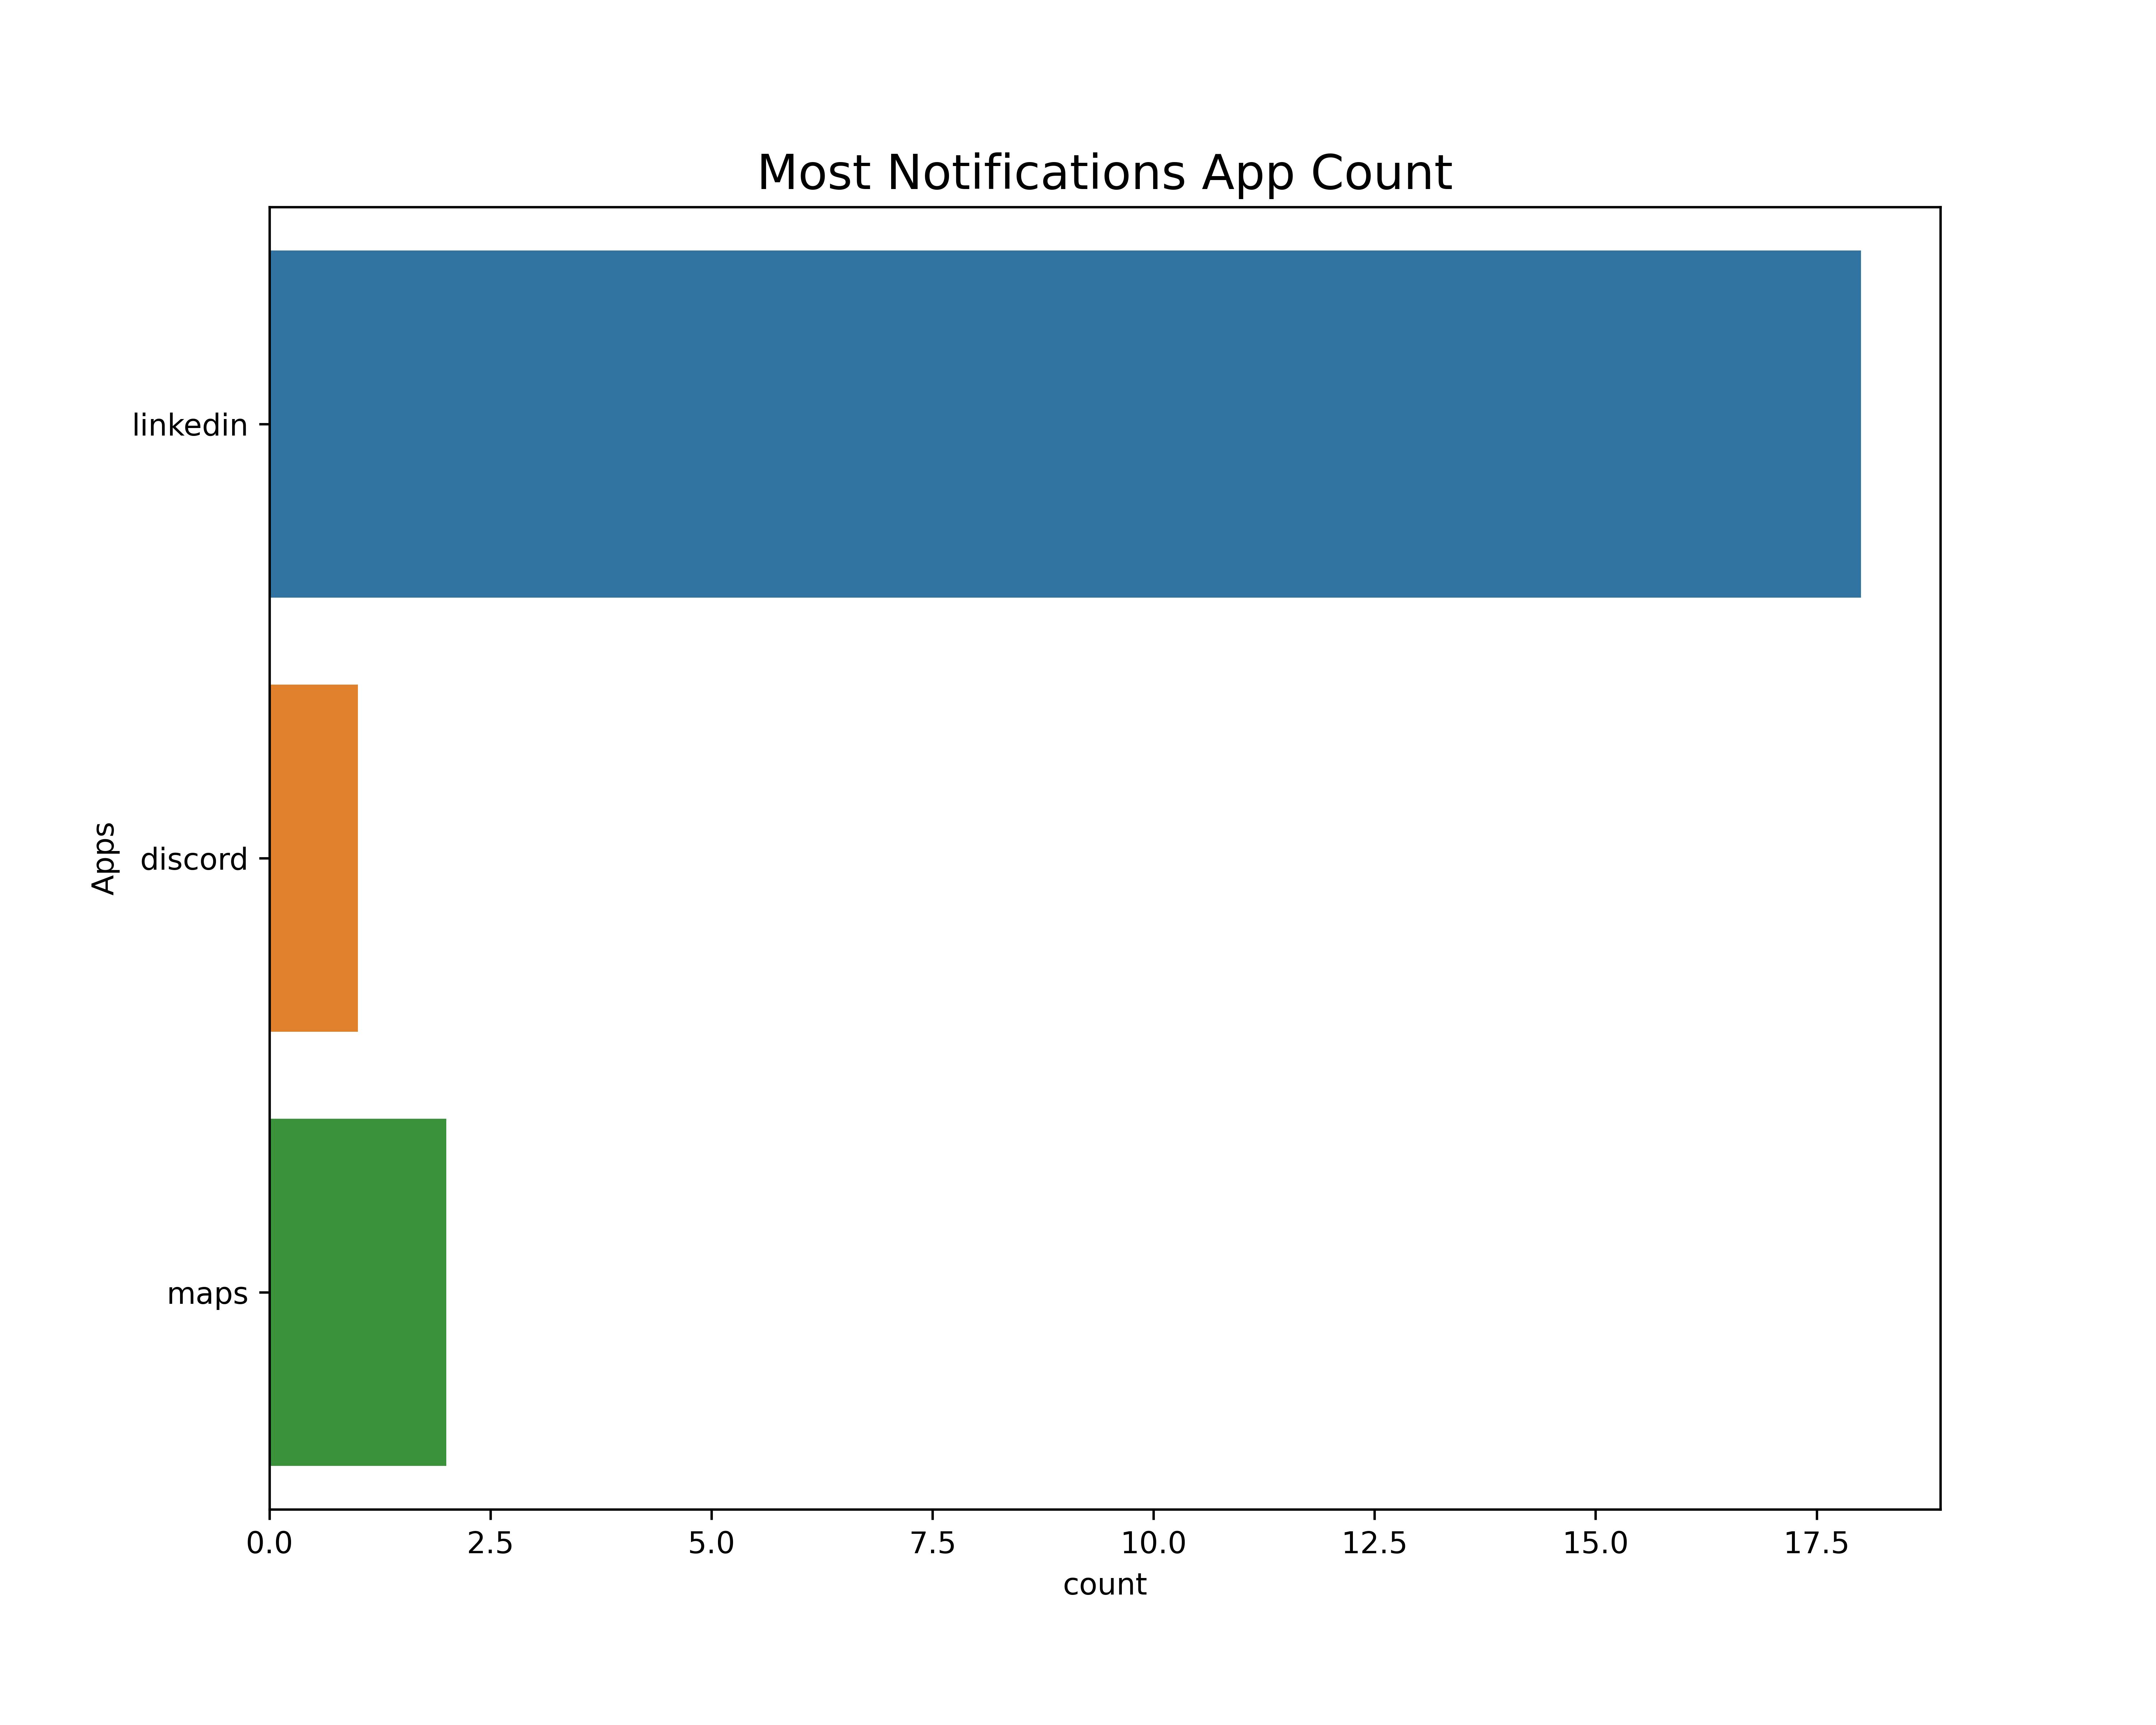 Most Notifications App Count
linkedin
discord
maps
Apps
0.0 2.5 5.0 7.5 10.0 12.5 15.0 17.5
count